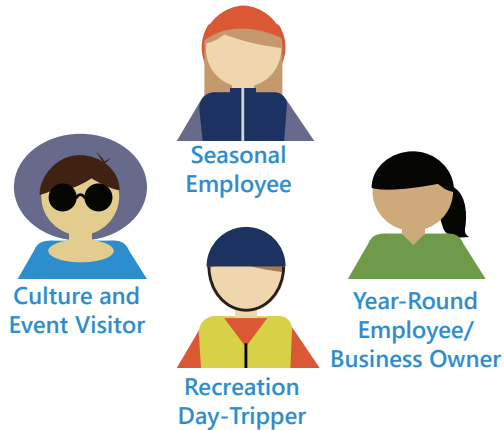 Seasonal
Employee
Culture and
Event Visitor
Year-Round
Employee/
Business Owner
Recreation
Day-Tripper